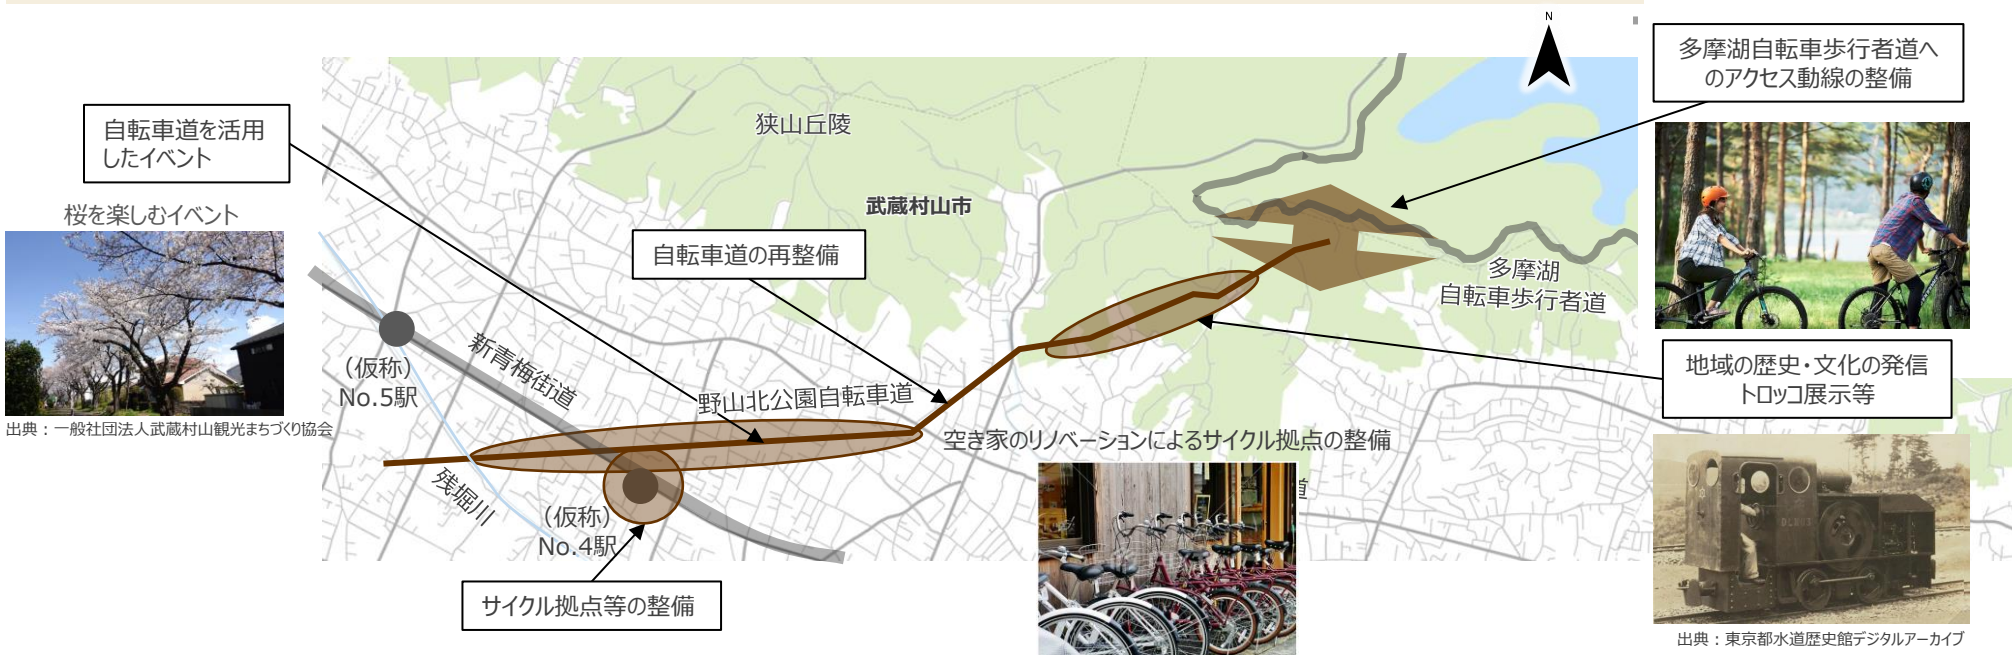 N
多摩湖自転車歩行者道へ
のアクセス動線の整備
自転車道を活用
したイベント
狭山丘陵
桜を楽しむイベント
武蔵村山市
自転車道の再整備
多摩湖
自転車歩行者道
(仮称)
No.5駅
新青梅街道
野山北公園自転車道
地域の歴史・文化の発信
トロッコ展示等
出典：一般社団法人武蔵村山観光まちづくり協会
空き家のリノベーションによるサイクル拠点の整備
残堀川
道
(仮称)
No.4駅
サイクル拠点等の整備
出典：東京都水道歴史館デジタルアーカイブ